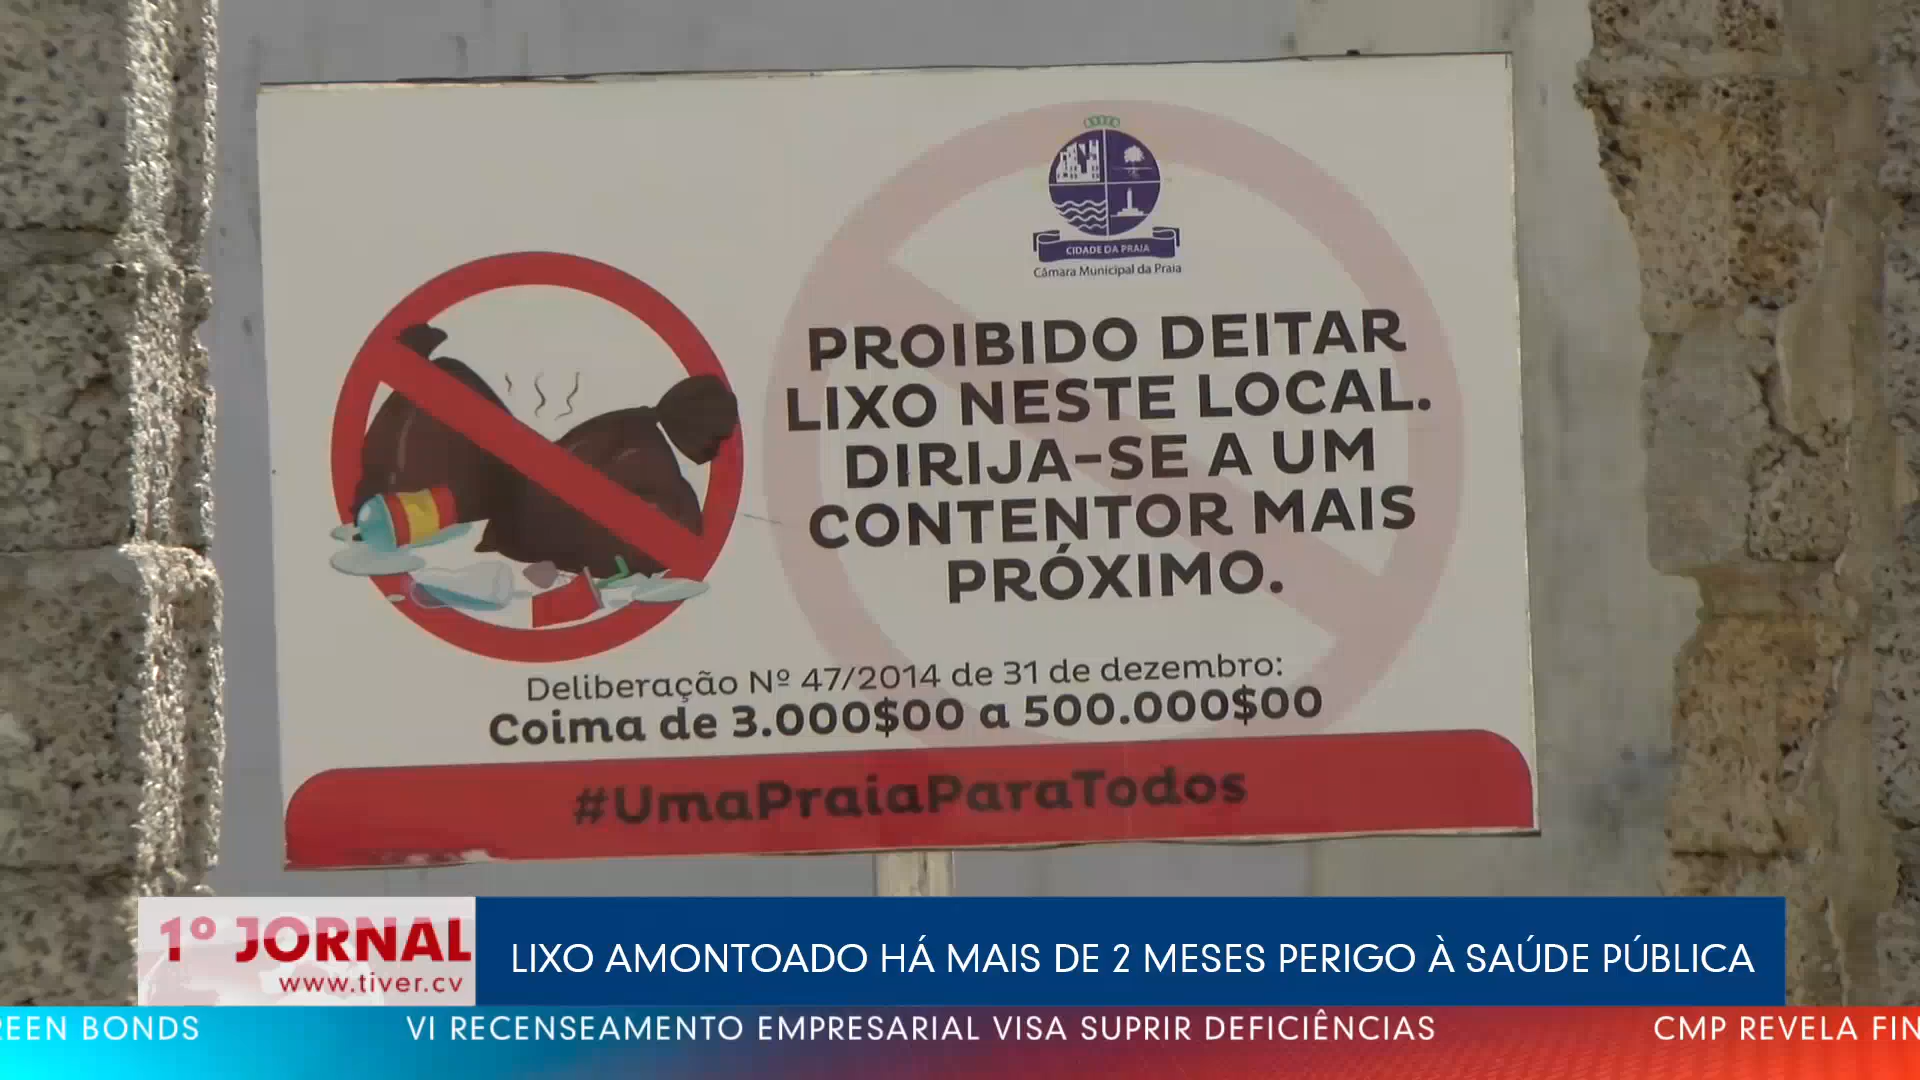 CIDADE DA PRAIA
Câmara Municipal da Praia
PROIBIDO DEITAR
LIXO NESTE LOCAL.
DIRIJA-SE A UM
CONTENTOR MAIS
PRÓXIMO.
Deliberação Nº 47/2014 de 31 de dezembro:
Coima de 3.000$00 a 500.000$00
#UmaPraiaParaTodos
1º JORNAL
www.tiver.cv
LIXO AMONTOADO HÁ MAIS DE 2 MESES PERIGO À SAÚDE PÚBLICA
REEN BONDS VI RECENSEAMENTO EMPRESARIAL VISA SUPRIR DEFICIÊNCIAS CMP REVELA FIN